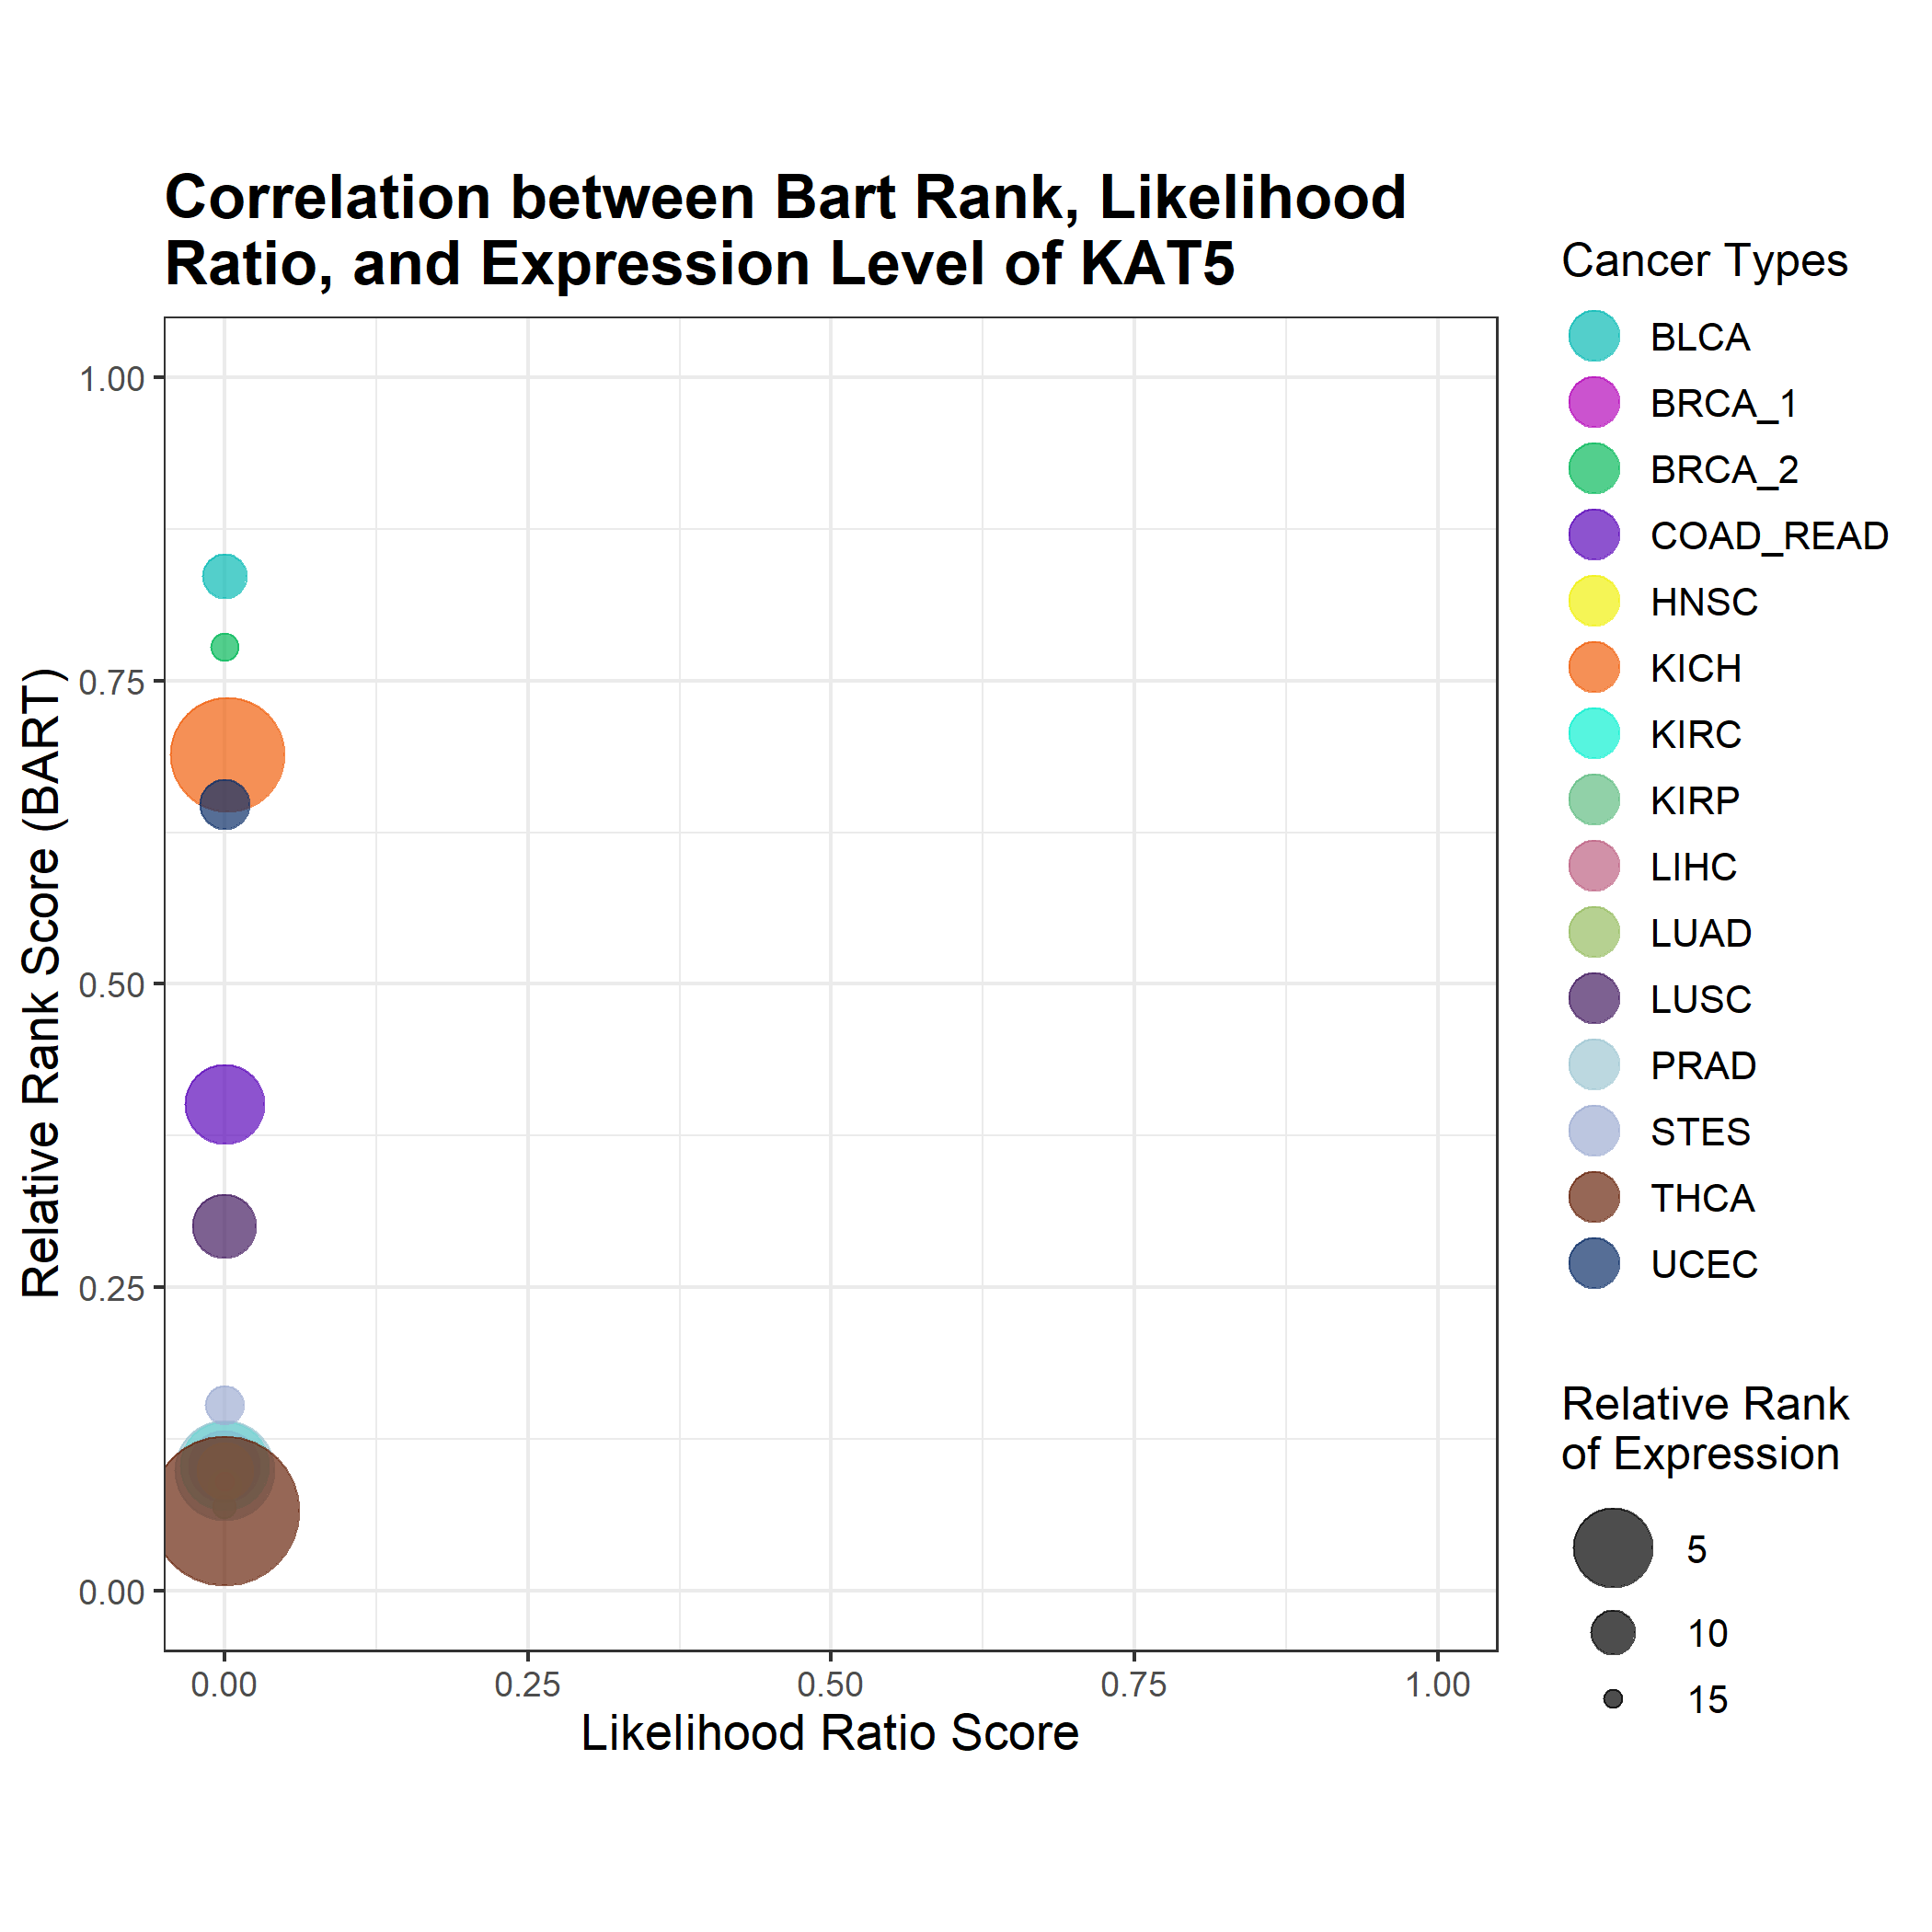 Correlation between Bart Rank, Likelihood
Ratio, and Expression Level of KAT5
Relative Rank Score (BART)
1.00
0.75
0.50
0.25
0.00
0.00
0.25
0.50
0.75
1.00
Likelihood Ratio Score
Cancer Types
BLCA
BRCA_1
BRCA_2
COAD_READ
HNSC
KICH
KIRC
KIRP
LIHC
LUAD
LUSC
PRAD
STES
THCA
UCEC
Relative Rank
of Expression
5
10
15